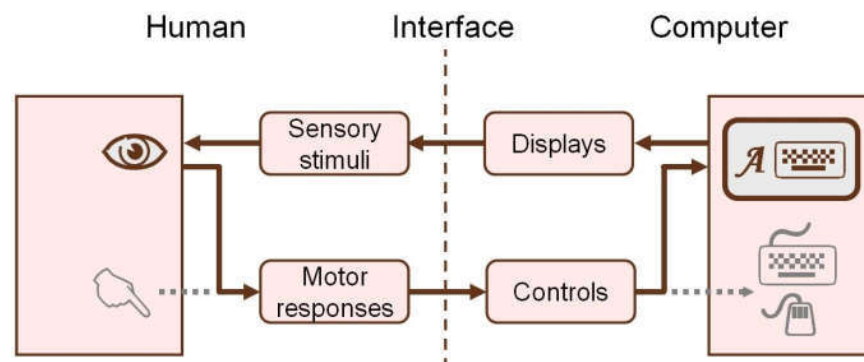 Human Interface Computer
Sensory
stimuli
Displays
A
Motor
responses
Controls